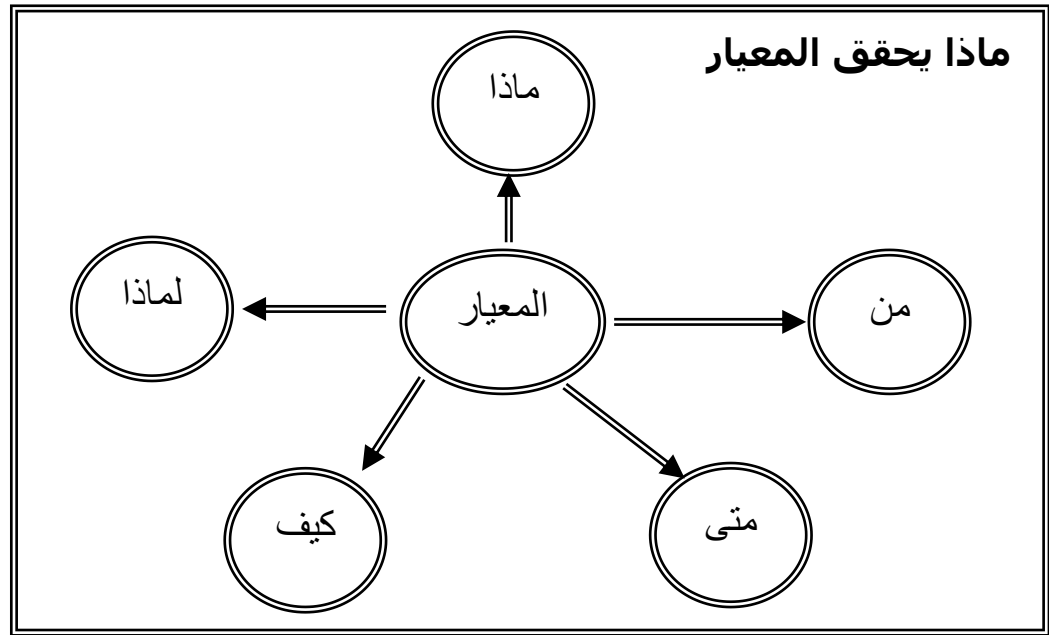 ماذا يحقق المعيار
ماذا
لماذا
المعيار
من
كيف
متى